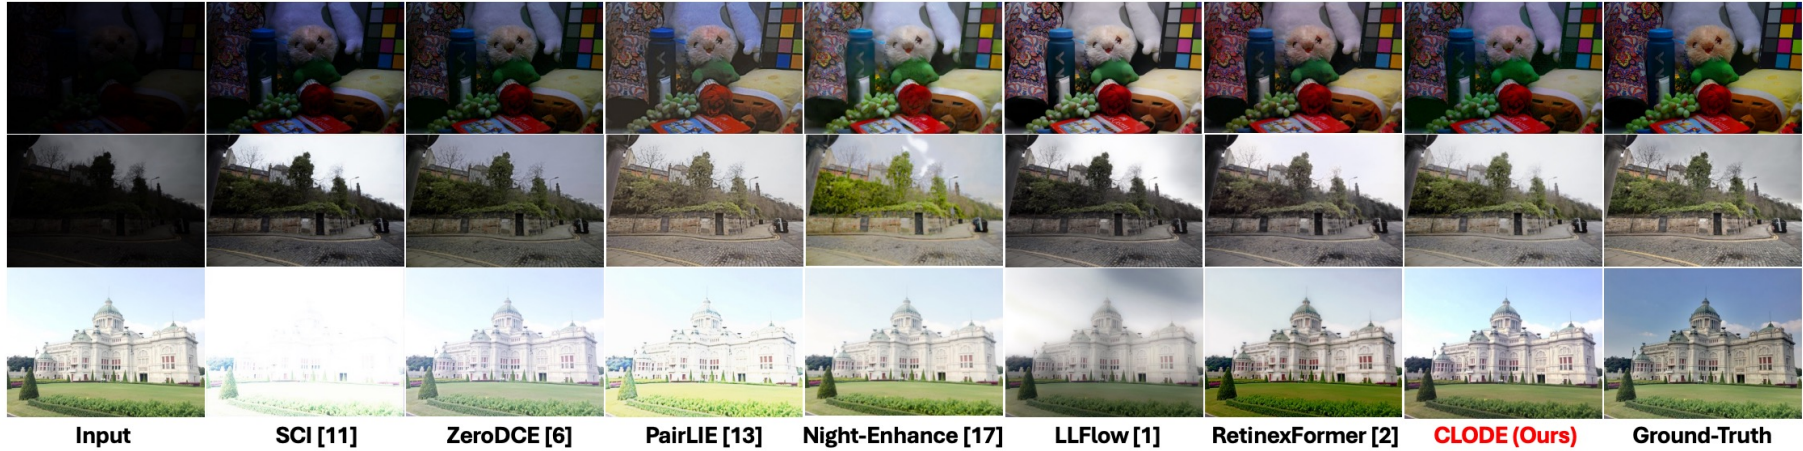 Input SCI [11] ZeroDCE [6] PairLIE [13] Night-Enhance [17] LLFlow [1] RetinexFormer [2] CLODE (Ours) Ground-Truth